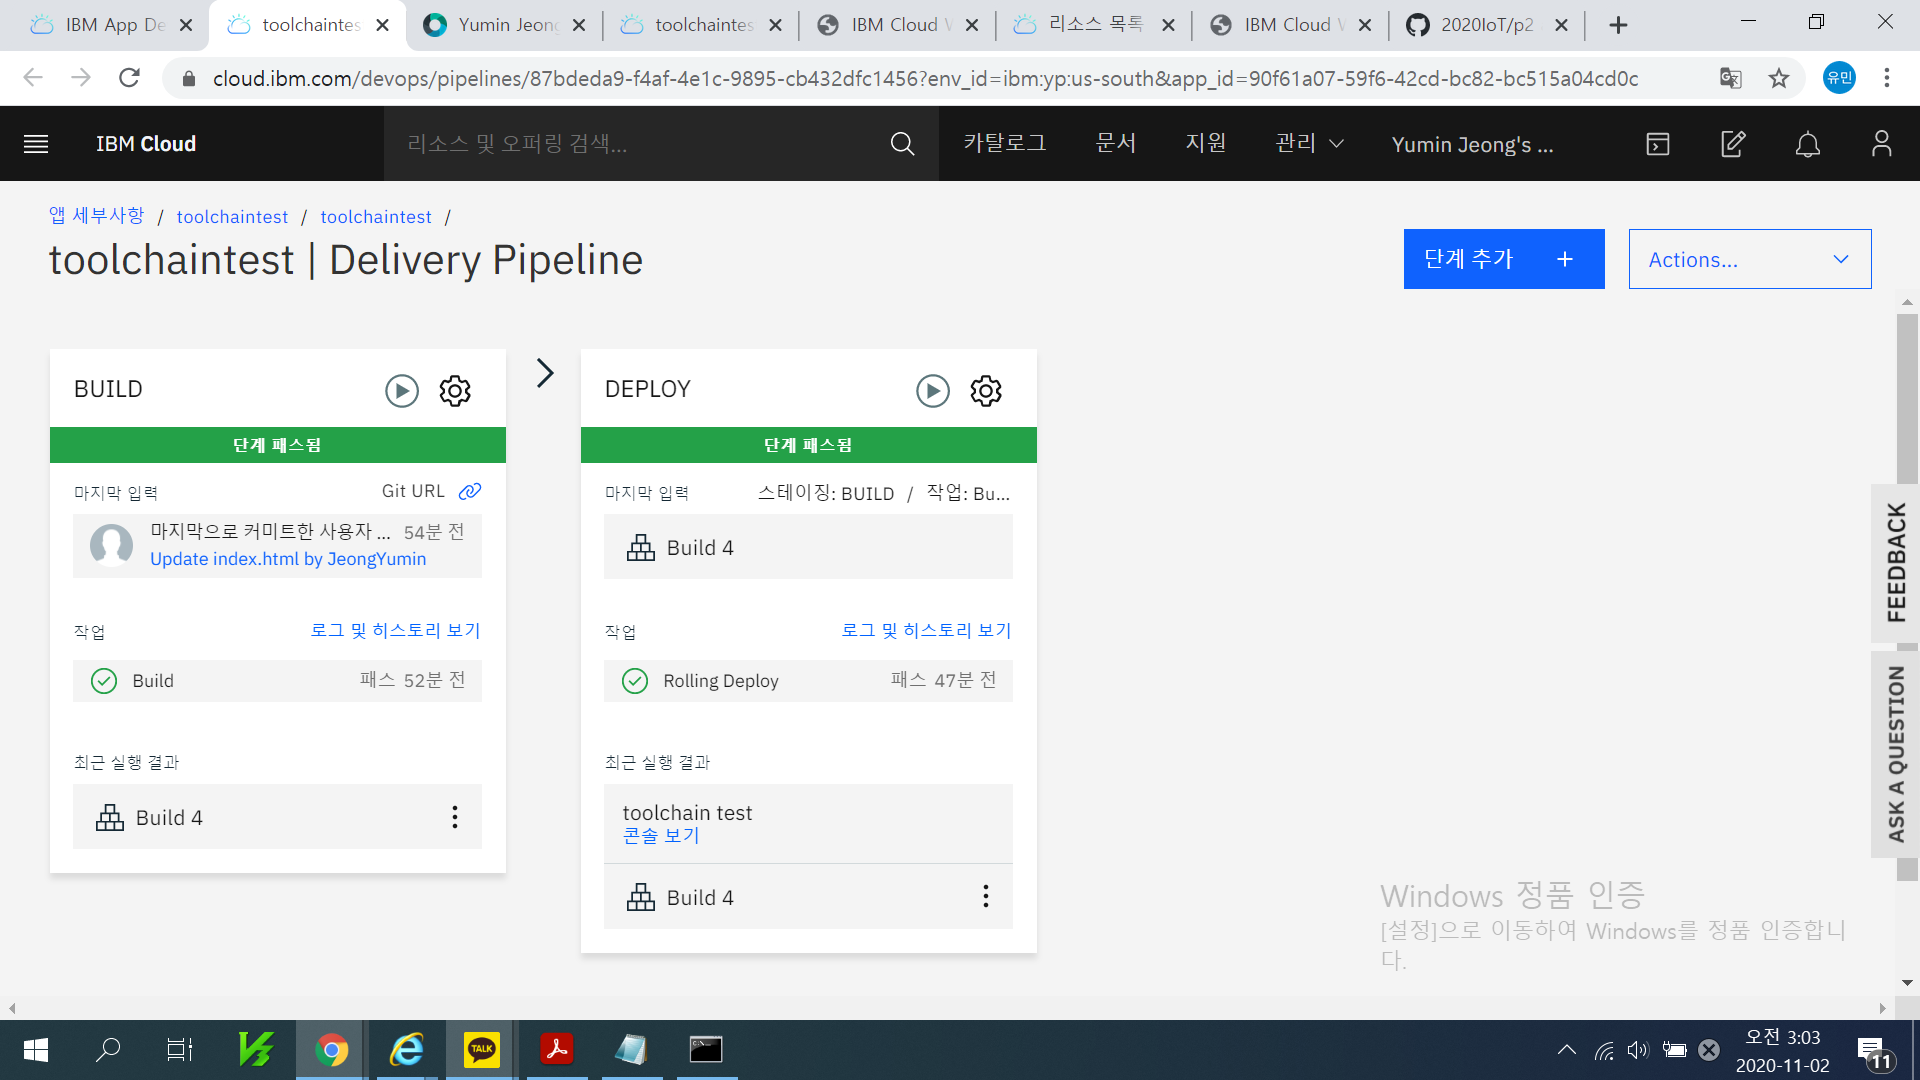 IBM App De
toolchaintes
Yumin Jeong
toolchaintes
IBM Cloud
리소스 목록
IBM Cloud
2020IoT/p2
cloud.ibm.com/devops/pipelines/87bdeda9-f4af-4e1c-9895-cb432dfc1456?env_id=ibm:yp:us-south&app_id=90f61a07-59f6-42cd-bc82-bc515a04cd0c
유민
IBM Cloud
리소스 및 오퍼링 검색...
카탈로그
문서
지원
관리
Yumin Jeong's ...
앱 세부사항 / toolchaintest / toolchaintest /
toolchaintest | Delivery Pipeline
단계 추가 +
Actions...
BUILD
단계 패스됨
마지막 입력
Git URL
마지막으로 커미트한 사용자 ... 54분 전
Update index.html by JeongYumin
작업
로그 및 히스토리 보기
Build
패스 52분 전
최근 실행 결과
Build 4
DEPLOY
단계 패스됨
마지막 입력
스테이징: BUILD / 작업: Bu...
Build 4
작업
로그 및 히스토리 보기
Rolling Deploy
패스 47분 전
최근 실행 결과
toolchain test
콘솔 보기
Build 4
FEEDBACK
ASK A QUESTION
Windows 정품 인증
[설정]으로 이동하여 Windows를 정품 인증합니
다.
TALK
오전 3:03
2020-11-02
11